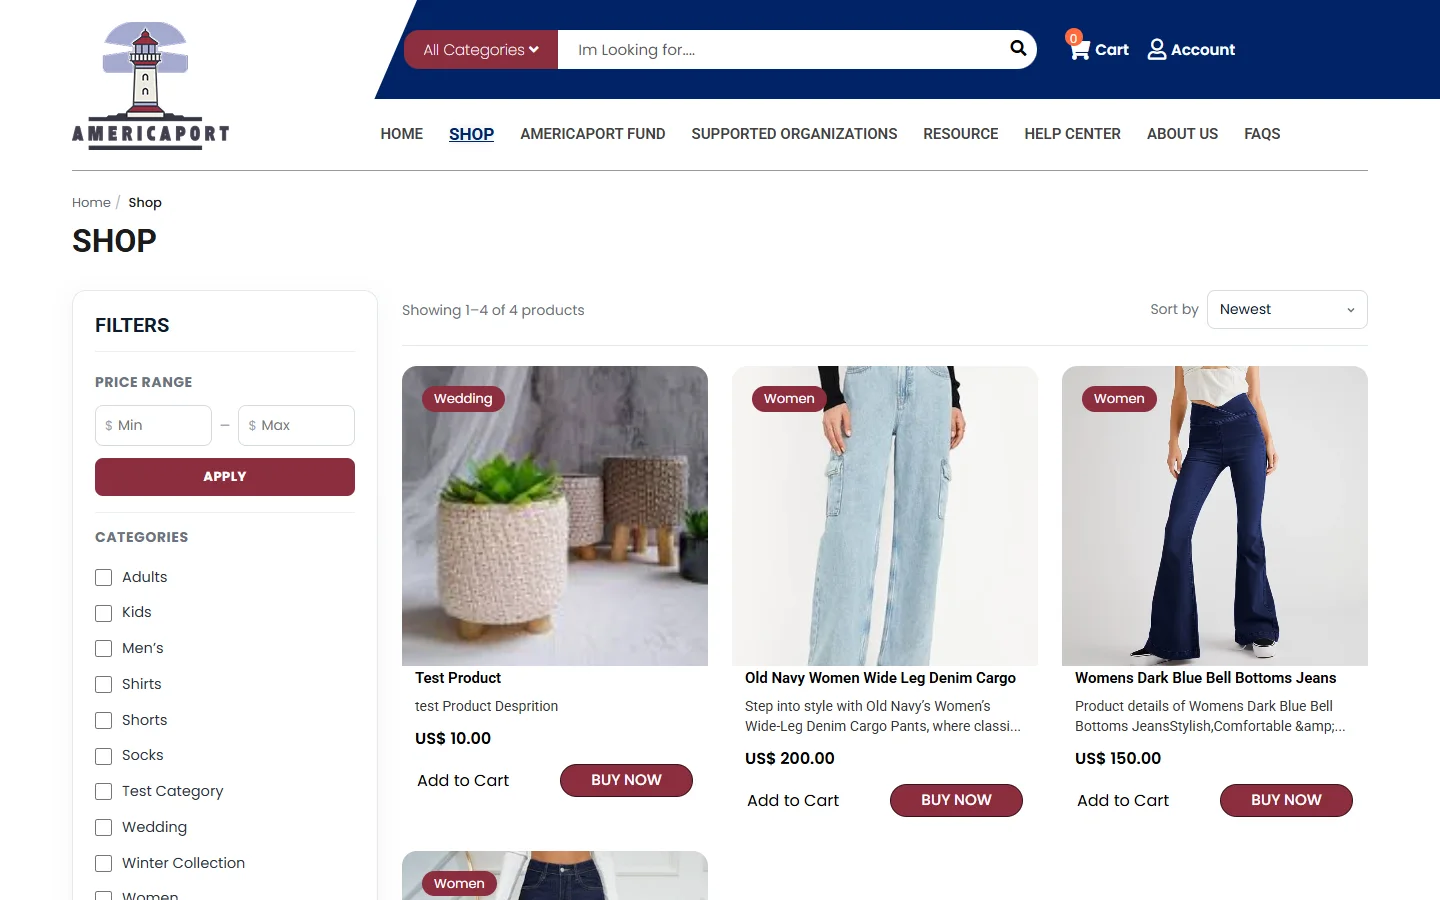 AMERICAPORT
All Categories
Im Looking for....
0
Cart
Account
HOME
SHOP
AMERICAPORT FUND
SUPPORTED ORGANIZATIONS
RESOURCE
HELP CENTER
ABOUT US
FAQS
Home / Shop
SHOP
FILTERS
PRICE RANGE
$ Min – $ Max
APPLY
CATEGORIES
Adults
Kids
Men’s
Shirts
Shorts
Socks
Test Category
Wedding
Winter Collection
Women
Showing 1–4 of 4 products
Sort by
Newest
Wedding
Test Product
test Product Desprition
US$ 10.00
Add to Cart
BUY NOW
Women
Old Navy Women Wide Leg Denim Cargo
Step into style with Old Navy’s Women’s
Wide-Leg Denim Cargo Pants, where classi...
US$ 200.00
Add to Cart
BUY NOW
Women
Womens Dark Blue Bell Bottoms Jeans
Product details of Womens Dark Blue Bell
Bottoms JeansStylish,Comfortable &amp;...
US$ 150.00
Add to Cart
BUY NOW
Women